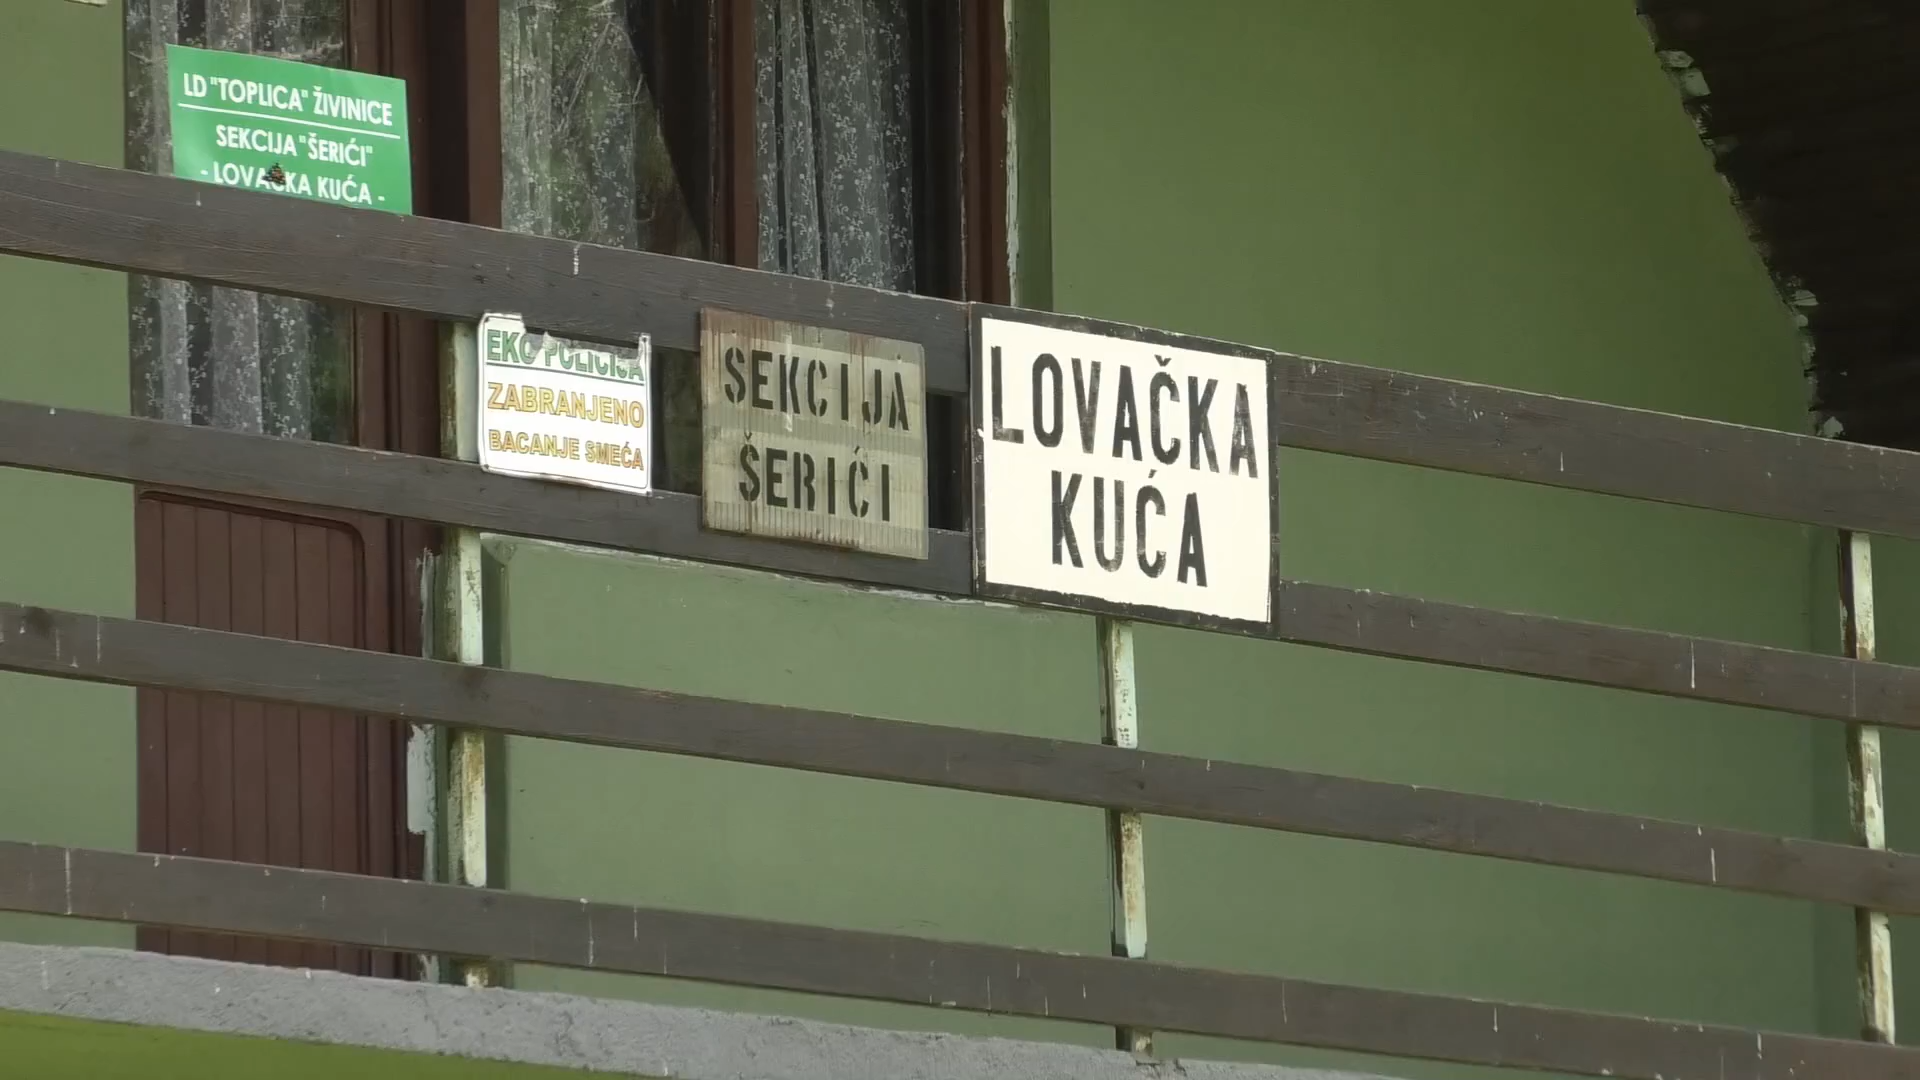 LD "TOPLICA" ŽIVINICE
SEKCIJA "ŠERIĆI"
- LOVAČKA KUĆA -
EKO POLICIJA
ZABRANJENO
BACANJE SMEĆA
SEKCIJA
ŠERIĆI
LOVAČKA
KUĆA